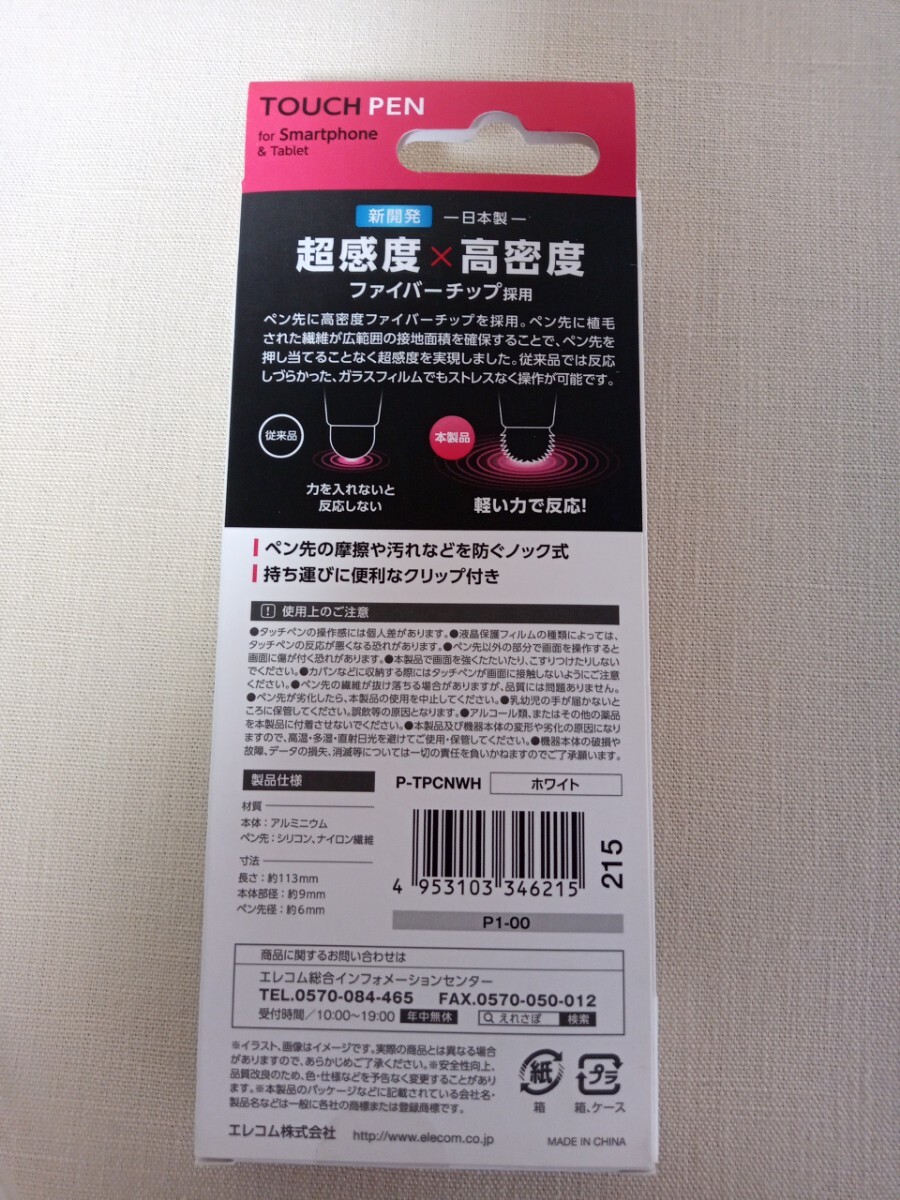 TOUCH PEN
for Smartphone
& Tablet
新開発 ー日本製ー
超感度×高密度
ファイバーチップ採用
ペン先に高密度ファイバーチップを採用。ペン先に植毛
された繊維が広範囲の接地面積を確保することで、ペン先を
押し当てることなく超感度を実現しました。従来品では反応
しづらかった、ガラスフィルムでもストレスなく操作が可能です。
従来品
本製品
力を入れないと
反応しない
軽い力で反応!
ペン先の摩擦や汚れなどを防ぐノック式
持ち運びに便利なクリップ付き
使用上のご注意
●タッチペンの操作感には個人差があります。●液晶保護フィルムの種類によっては、
タッチペンの反応が悪くなる恐れがあります。●ペン先以外の部分で画面を操作すると
画面に傷が付く恐れがあります。●本製品で画面を強くたたいたり、こすりつけたりしない
でください。●カバンなどに収納する際にはタッチペンが画面に接触しないようにご注意
ください。●ペン先の繊維が抜け落ちる場合がありますが、品質には問題ありません。
●ペン先が劣化したら、本製品の使用を中止してください。●乳幼児の手が届かないと
ころに保管してください。誤飲等の原因となります。●アルコール類、またはその他の薬品
を本製品に付着させないでください。●本製品及び機器本体の変形や劣化の原因になり
ますので、高温・多湿・直射日光を避けてご使用・保管してください。●機器本体の破損や
故障、データの損失、消滅等については一切の責任を負いかねますのでご了承願います。
製品仕様
P-TPCNWH ホワイト
材質
本体:アルミニウム
ペン先:シリコン、ナイロン繊維
寸法
長さ:約113mm
本体部径:約9mm
ペン先径:約6mm
4 953103 346215
215
P1-00
商品に関するお問い合わせは
エレコム総合インフォメーションセンター
TEL.0570-084-465 FAX.0570-050-012
受付時間/10:00~19:00 年中無休 えれさぽ 検索
※イラスト、画像はイメージです。実際の商品とは異なる場合
がありますので、あらかじめご了承ください。※安全性向上、
品質改良のため、色・仕様などを予告なく変更することがあり
ます。※本製品のパッケージなどに記載されている会社名・
製品名などは一般に各社の商標または登録商標です。
紙
箱
プラ
箱、ケース
エレコム株式会社 http://www.elecom.co.jp
MADE IN CHINA